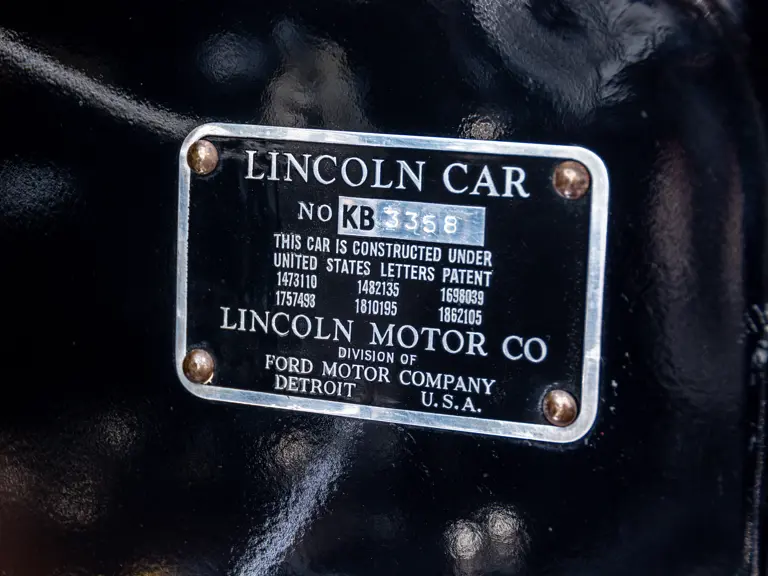 LINCOLN CAR
NO KB 3358
THIS CAR IS CONSTRUCTED UNDER
UNITED STATES LETTERS PATENT
1473110 1482135 1698039
1757493 1810195 1862105
LINCOLN MOTOR CO
DIVISION OF
FORD MOTOR COMPANY
DETROIT U.S.A.